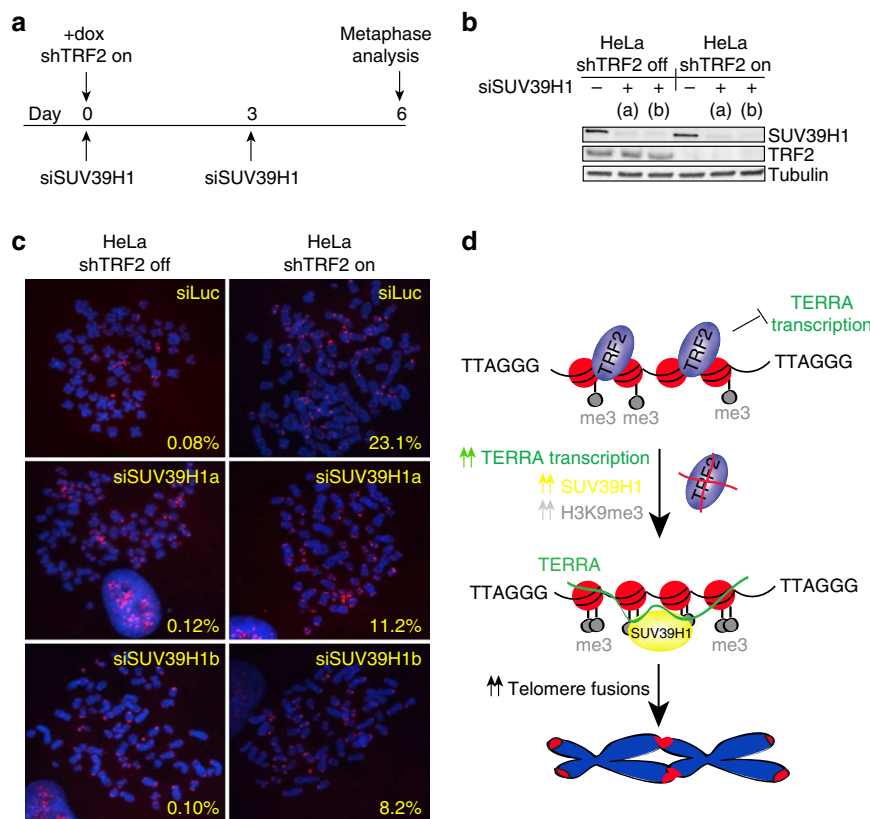 a
+dox
shTRF2 on
Metaphase
analysis
Day 0 3 6
siSUV39H1 siSUV39H1
b
HeLa HeLa
shTRF2 off shTRF2 on
siSUV39H1 – + + – + +
(a) (b) (a) (b)
SUV39H1
TRF2
Tubulin
c
HeLa HeLa
shTRF2 off shTRF2 on
siLuc siLuc
0.08% 23.1%
siSUV39H1a siSUV39H1a
0.12% 11.2%
siSUV39H1b siSUV39H1b
0.10% 8.2%
d
TERRA
transcription
TRF2 TRF2
TTAGGG TTAGGG
me3 me3 me3
TERRA transcription
SUV39H1
H3K9me3
TRF2
TERRA
TTAGGG TTAGGG
SUV39H1
me3 me3
Telomere fusions